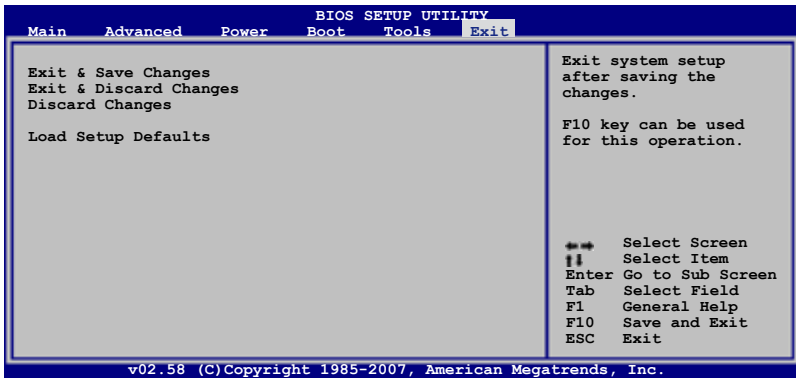 BIOS SETUP UTILITY
Main Advanced Power Boot Tools Exit
Exit & Save Changes
Exit & Discard Changes
Discard Changes
Load Setup Defaults
Exit system setup
after saving the
changes.
F10 key can be used
for this operation.
Select Screen
Select Item
Enter Go to Sub Screen
Tab Select Field
F1 General Help
F10 Save and Exit
ESC Exit
v02.58 (C)Copyright 1985-2007, American Megatrends, Inc.